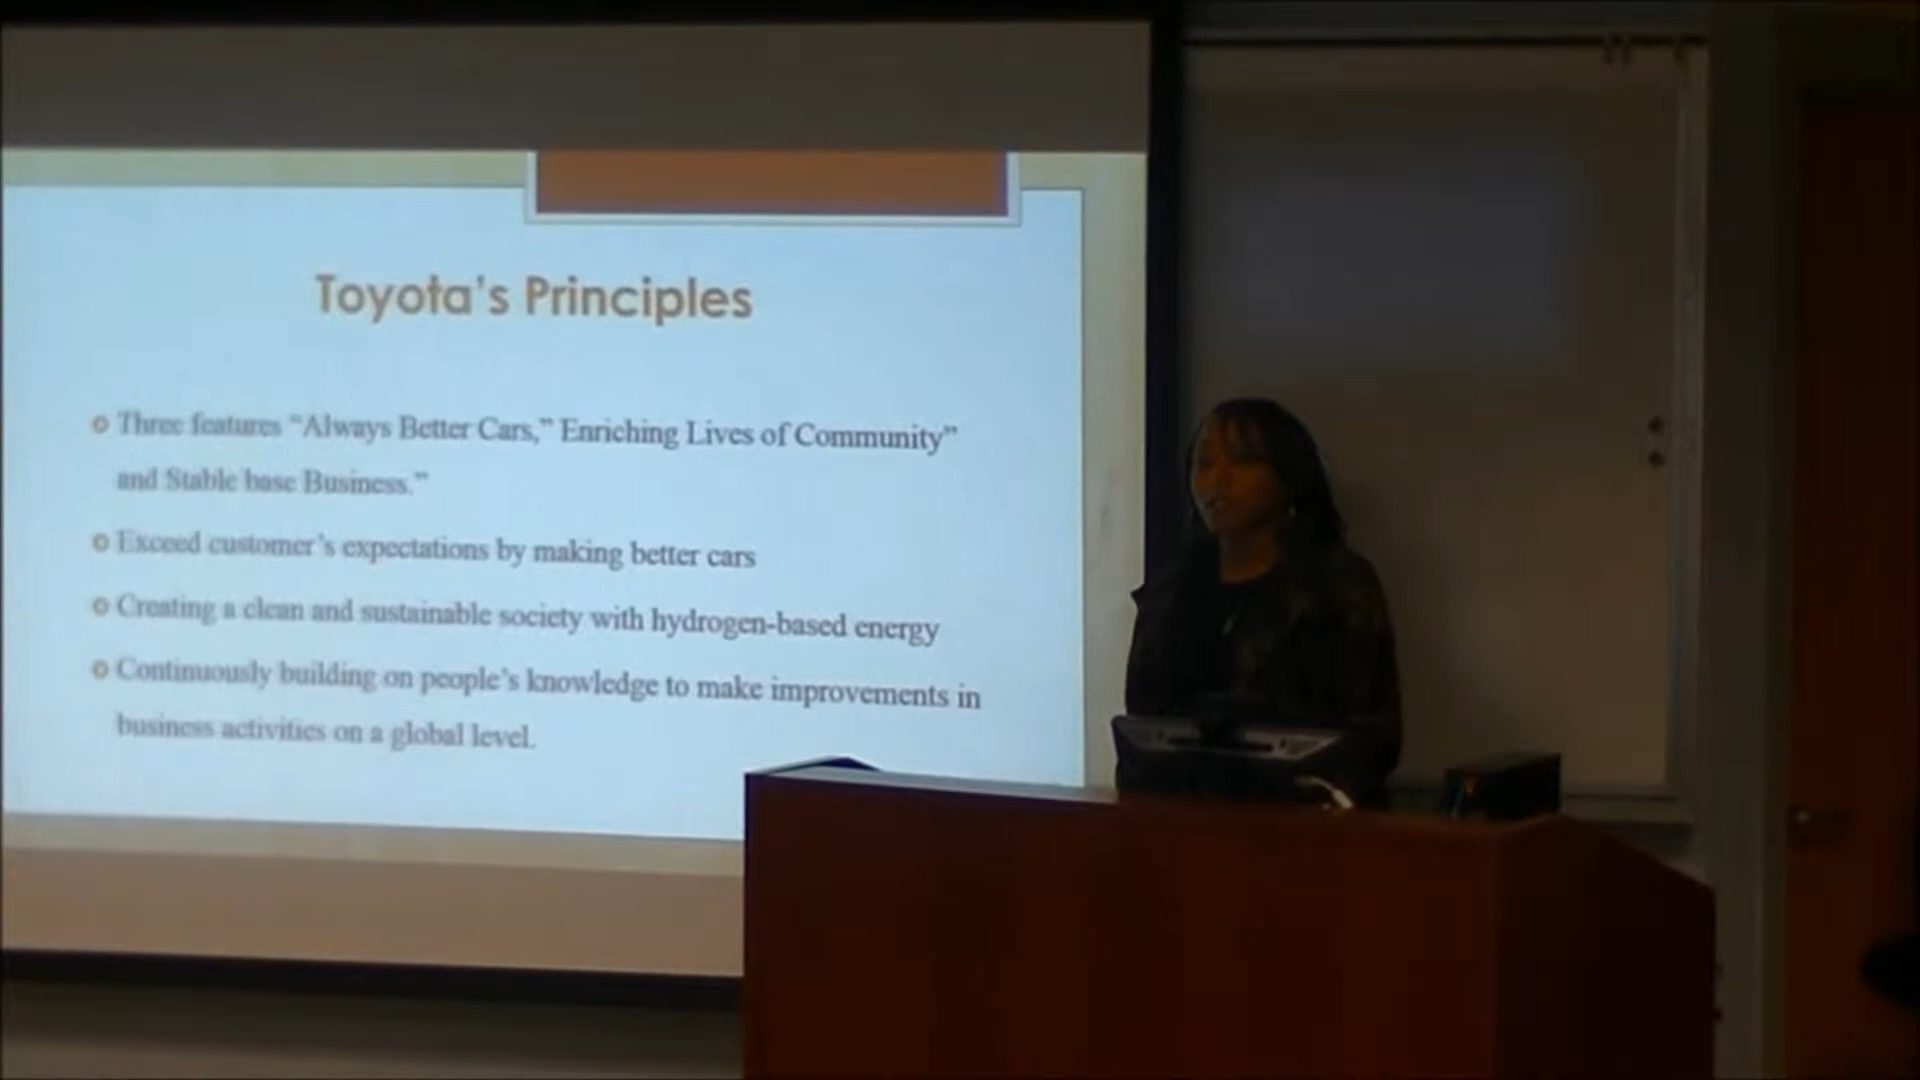 Toyota's Principles
Three features "Always Better Cars," Enriching Lives of Community"
and Stable base Business."
Exceed customer's expectations by making better cars
Creating a clean and sustainable society with hydrogen-based energy
Continuously building on people's knowledge to make improvements in
business activities on a global level.